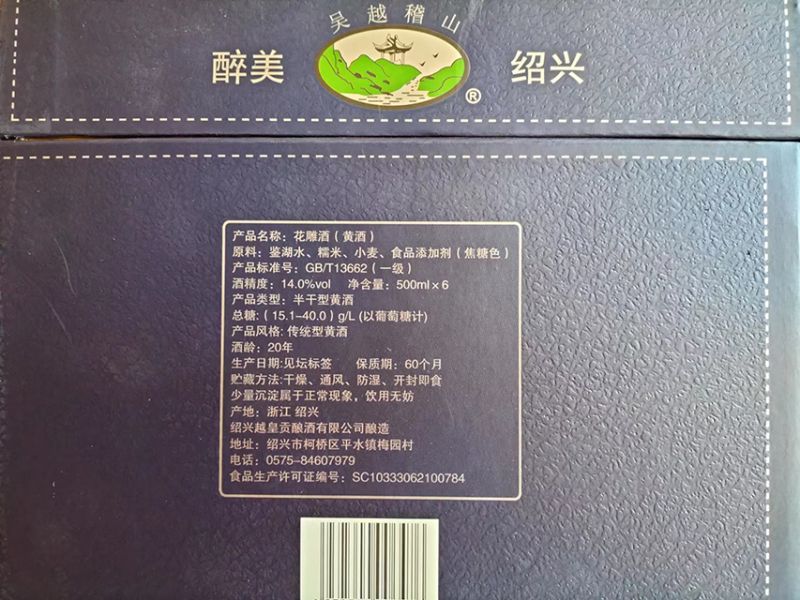 吴越稽山
醉美 绍兴
®
产品名称：花雕酒（黄酒）
原料：鉴湖水、糯米、小麦、食品添加剂（焦糖色）
产品标准号：GB/T13662（一级）
酒精度：14.0%vol 净含量：500ml×6
产品类型：半干型黄酒
总糖：（15.1-40.0）g/L (以葡萄糖计)
产品风格: 传统型黄酒
酒龄：20年
生产日期:见坛标签 保质期：60个月
贮藏方法:干燥、通风、防湿、开封即食
少量沉淀属于正常现象，饮用无妨
产地：浙江 绍兴
绍兴越皇贡酿酒有限公司酿造
地址：绍兴市柯桥区平水镇梅园村
电话：0575-84607979
食品生产许可证编号：SC10333062100784